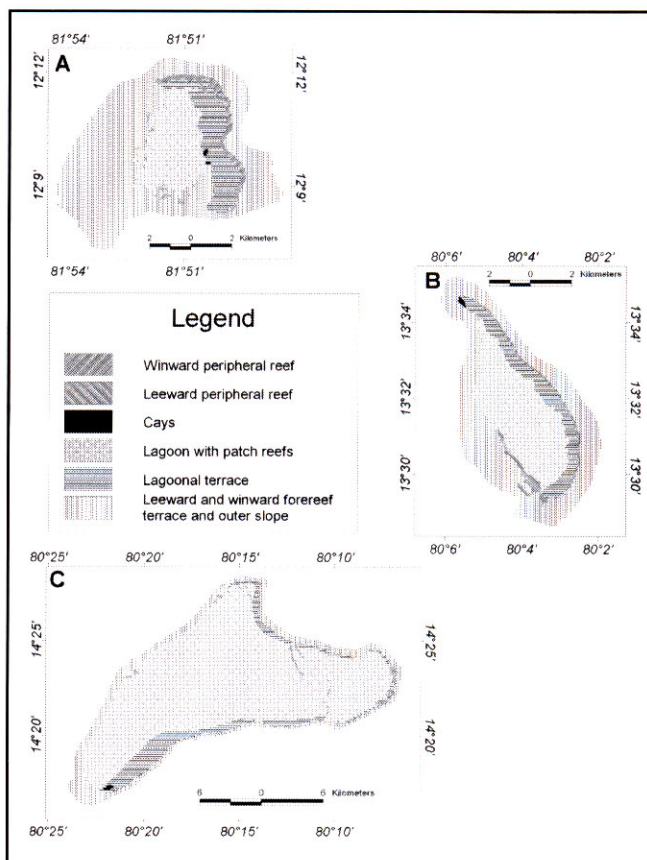 81°54'
81°51'
A
12°12'
12°12'
12°9'
12°9'
2 0 2 Kilometers
81°54'
81°51'
80°6'
80°4'
80°2'
2 0 2 Kilometers
B
13°34'
13°34'
13°32'
13°32'
13°30'
13°30'
80°6'
80°4'
80°2'
Legend
Winward peripheral reef
Leeward peripheral reef
Cays
Lagoon with patch reefs
Lagoonal terrace
Leeward and winward forereef
terrace and outer slope
80°25'
80°20'
80°15'
80°10'
C
14°25'
14°25'
14°20'
14°20'
6 0 6 Kilometers
80°25'
80°20'
80°15'
80°10'